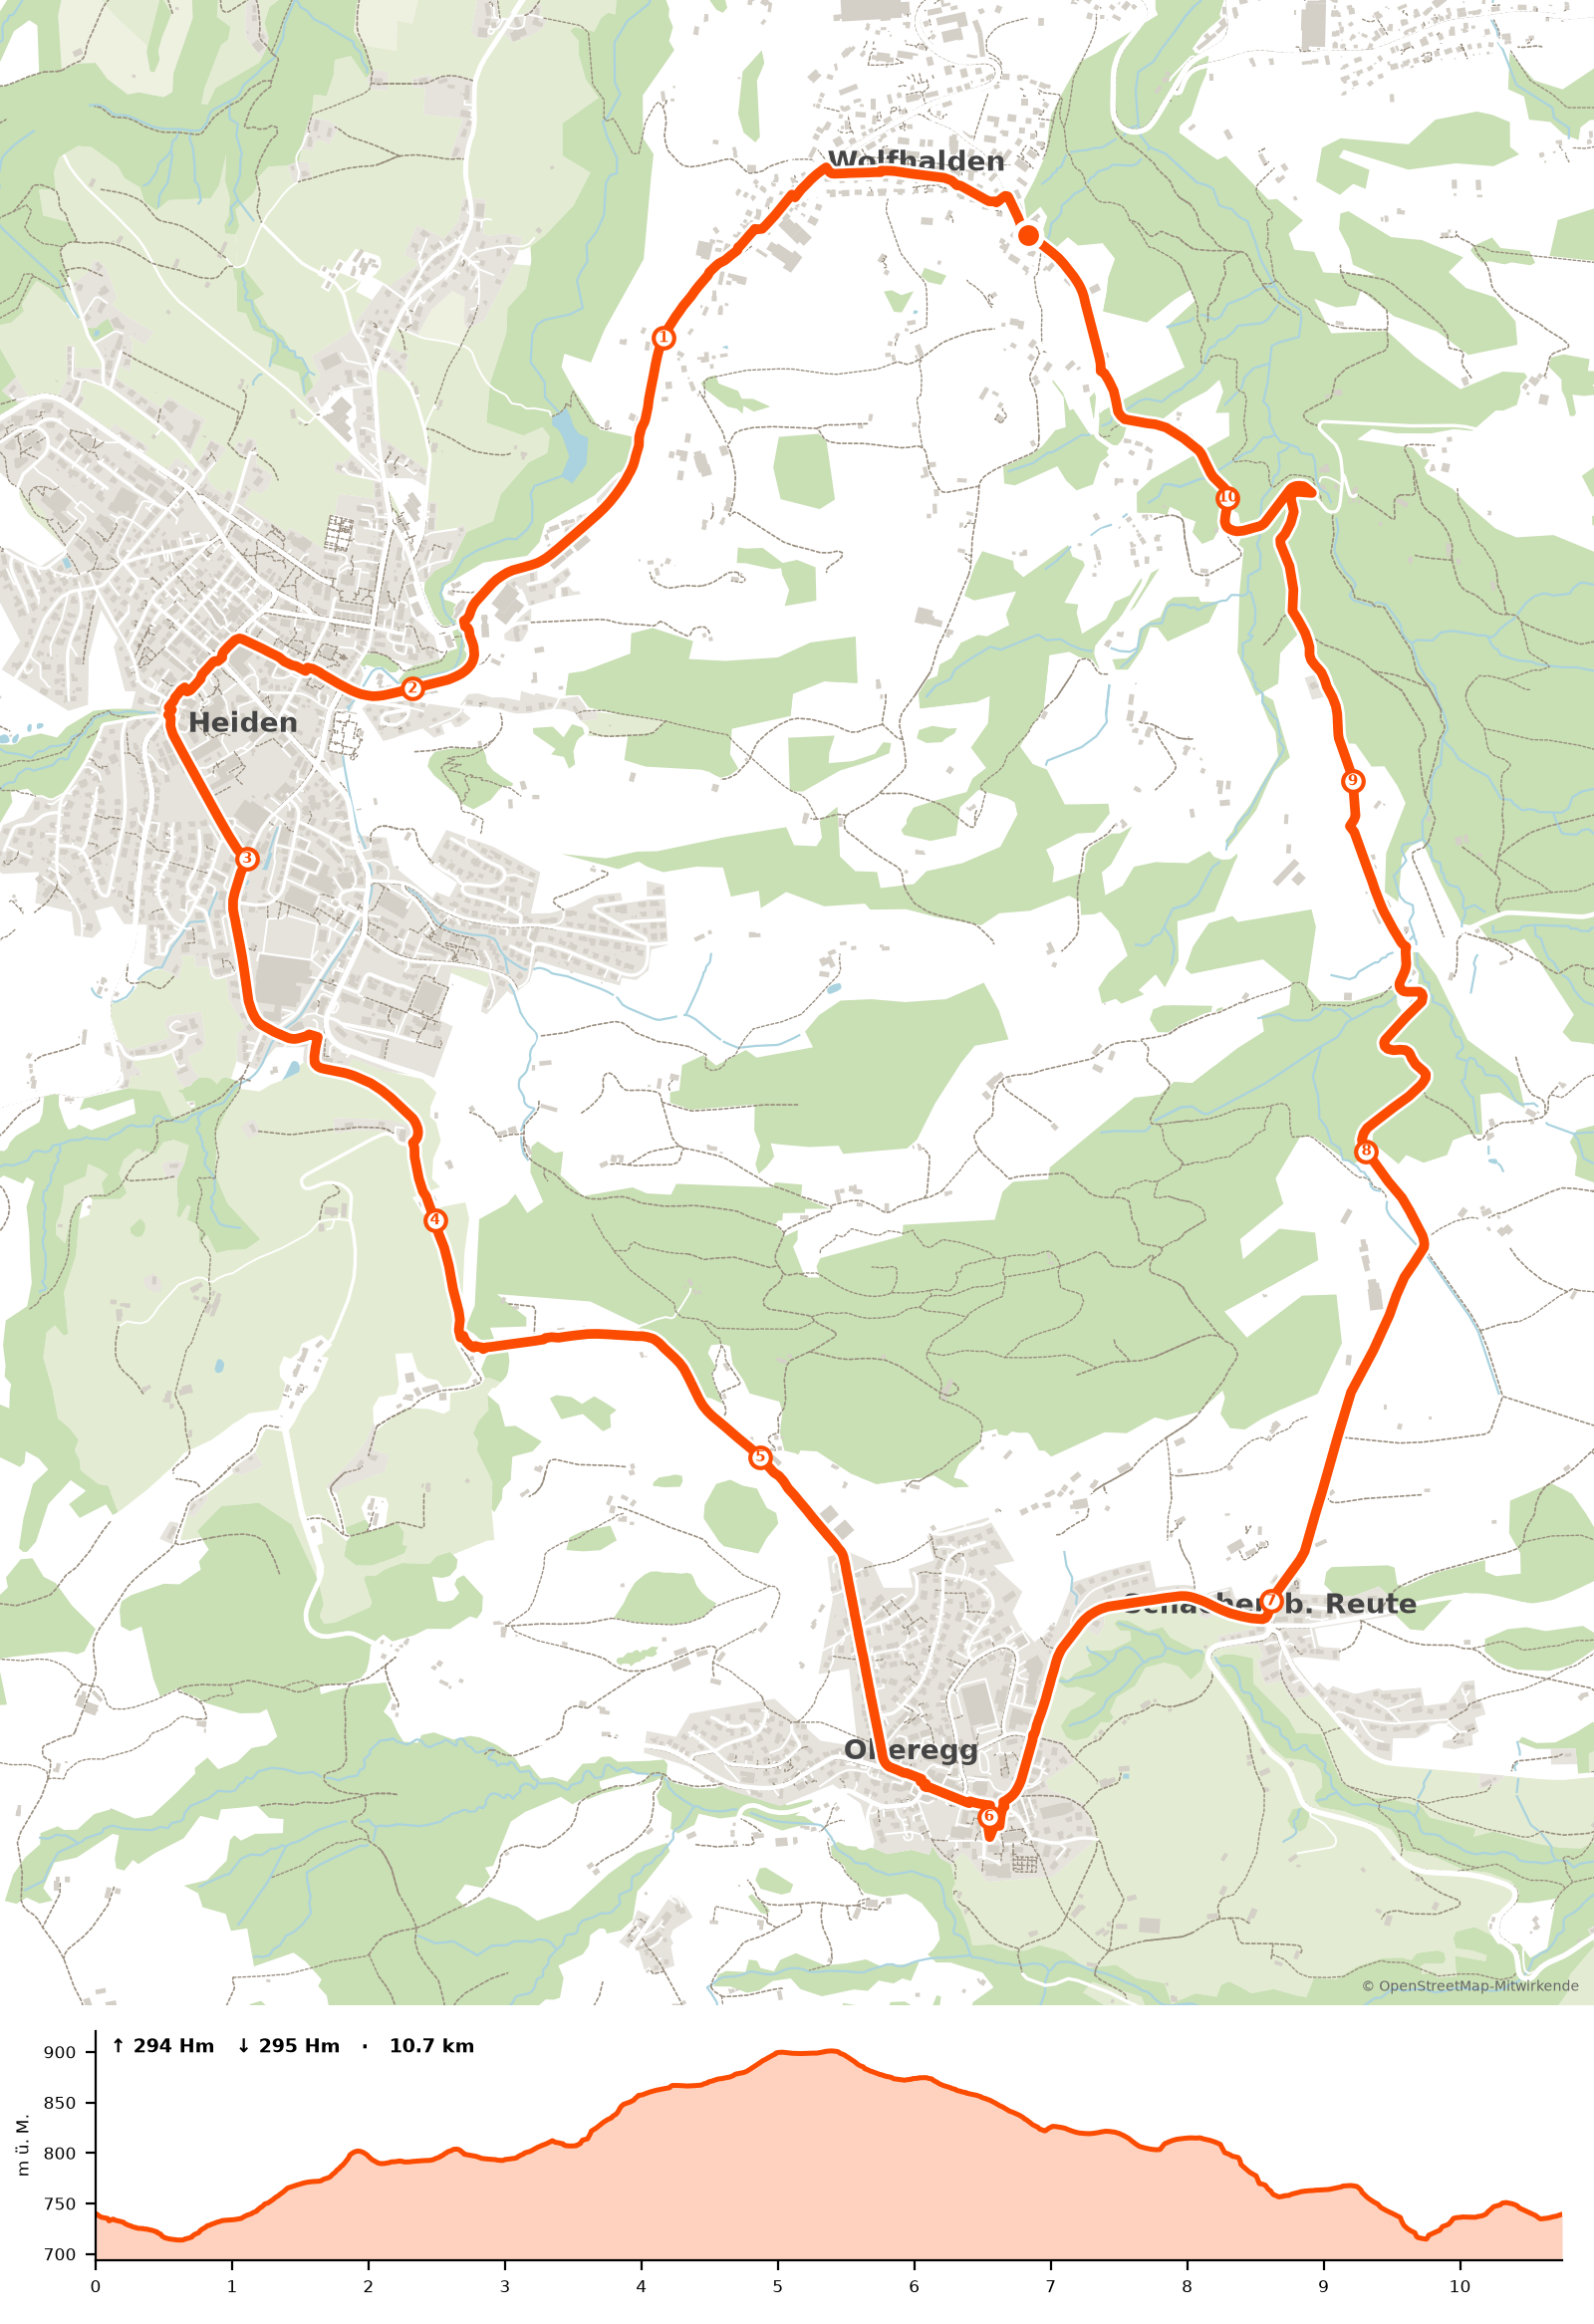 Wolfhalden
1
10
2
Heiden
9
3
8
4
5
7
Schachen b. Reute
Oberegg
6
© OpenStreetMap-Mitwirkende
↑ 294 Hm ↓ 295 Hm · 10.7 km
900
850
800
750
700
m ü. M.
0 1 2 3 4 5 6 7 8 9 10